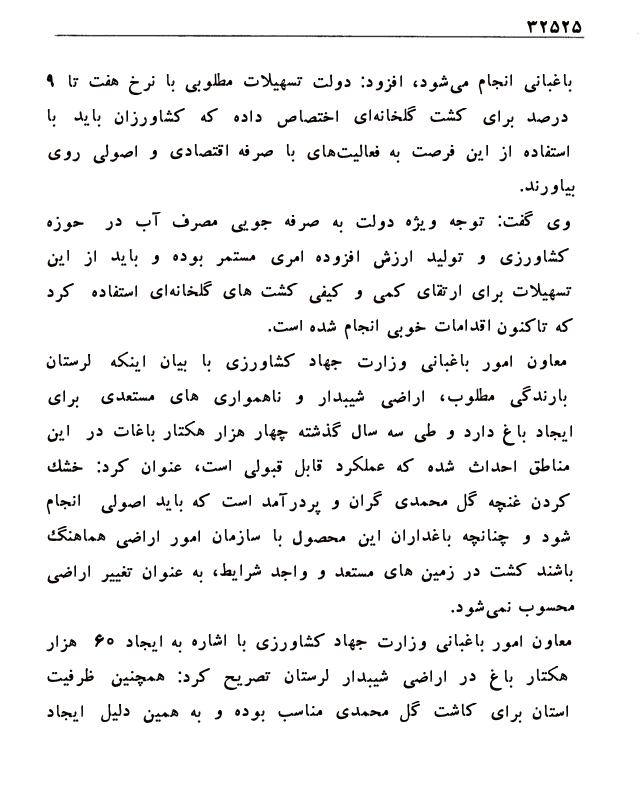 ۳۲۵۲۵
باغبانی انجام می‌شود، افزود: دولت تسهیلات مطلوبی با نرخ هفت تا ۹
درصد برای کشت گلخانه‌ای اختصاص داده که کشاورزان باید با
استفاده از این فرصت به فعالیت‌های با صرفه اقتصادی و اصولی روی
بیاورند.
وی گفت: توجه ویژه دولت به صرفه جویی مصرف آب در حوزه
کشاورزی و تولید ارزش افزوده امری مستمر بوده و باید از این
تسهیلات برای ارتقای کمی و کیفی کشت های گلخانه‌ای استفاده کرد
که تاکنون اقدامات خوبی انجام شده است.
معاون امور باغبانی وزارت جهاد کشاورزی با بیان اینکه لرستان
بارندگی مطلوب، اراضی شیبدار و ناهمواری های مستعدی برای
ایجاد باغ دارد و طی سه سال گذشته چهار هزار هکتار باغات در این
مناطق احداث شده که عملکرد قابل قبولی است، عنوان کرد: خشک
کردن غنچه گل محمدی گران و پردرآمد است که باید اصولی انجام
شود و چنانچه باغداران این محصول با سازمان امور اراضی هماهنگ
باشند کشت در زمین های مستعد و واجد شرایط، به عنوان تغییر اراضی
محسوب نمی‌شود.
معاون امور باغبانی وزارت جهاد کشاورزی با اشاره به ایجاد ۶۰ هزار
هکتار باغ در اراضی شیبدار لرستان تصریح کرد: همچنین ظرفیت
استان برای کاشت گل محمدی مناسب بوده و به همین دلیل ایجاد